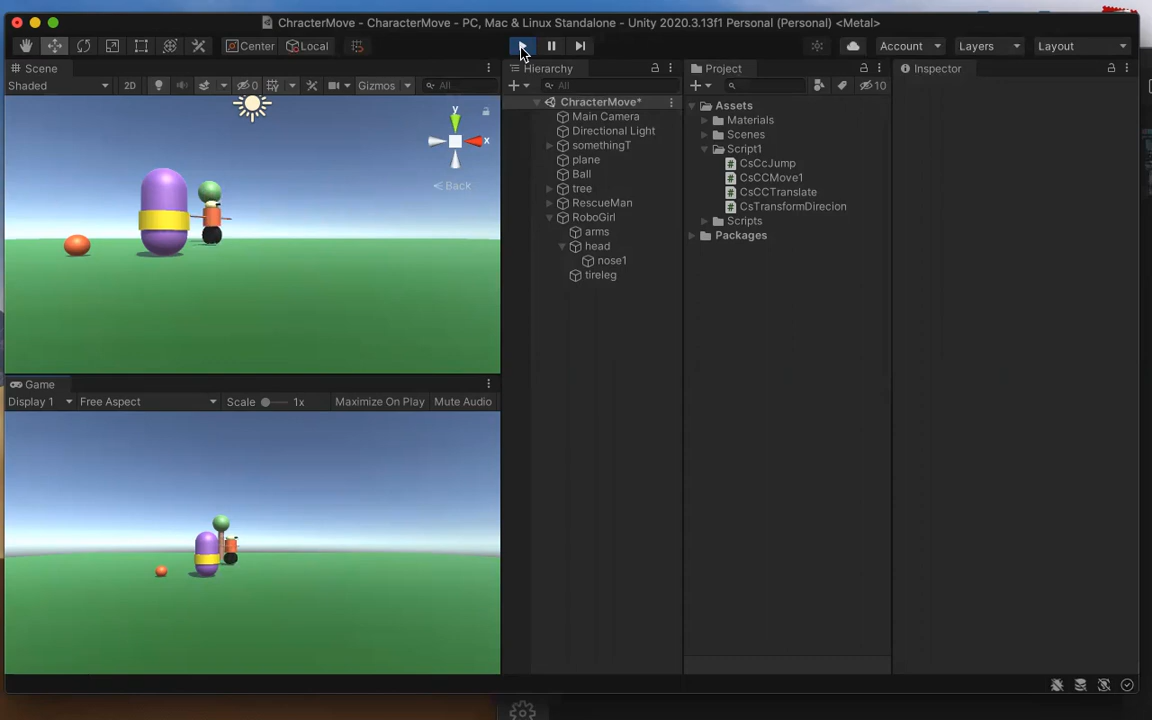 ChracterMove - CharacterMove - PC, Mac & Linux Standalone - Unity 2020.3.13f1 Personal (Personal) <Metal>
Center
Local
Account
Layers
Layout
Scene
Shaded
2D
0
Gizmos
All
y
x
Back
Game
Display 1
Free Aspect
Scale
1x
Maximize On Play
Mute Audio
Hierarchy
All
ChracterMove*
Main Camera
Directional Light
somethingT
plane
Ball
tree
RescueMan
RoboGirl
arms
head
nose1
tireleg
Project
10
Assets
Materials
Scenes
Script1
CsCcJump
CsCCMove1
CsCCTranslate
CsTransformDirecion
Scripts
Packages
Inspector